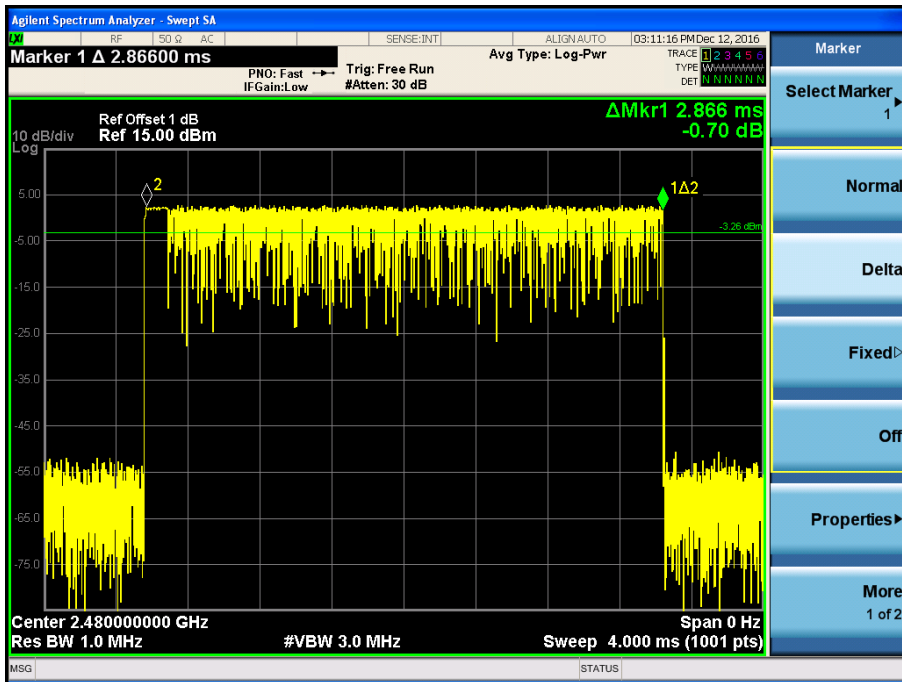 Agilent Spectrum Analyzer - Swept SA
LXI RF 50 Ω AC SENSE:INT ALIGN AUTO 03:11:16 PM Dec 12, 2016
Marker 1 Δ 2.86600 ms
PNO: Fast
IFGain:Low
Trig: Free Run
#Atten: 30 dB
Avg Type: Log-Pwr
TRACE 1 2 3 4 5 6
TYPE W
DET N N N N N N
ΔMkr1 2.866 ms
-0.70 dB
Ref Offset 1 dB
10 dB/div Ref 15.00 dBm
Log
2
1Δ2
-3.26 dBm
5.00
-5.00
-15.0
-25.0
-35.0
-45.0
-55.0
-65.0
-75.0
Center 2.480000000 GHz Span 0 Hz
Res BW 1.0 MHz #VBW 3.0 MHz Sweep 4.000 ms (1001 pts)
MSG STATUS
Marker
Select Marker
1
Normal
Delta
Fixed
Off
Properties
More
1 of 2